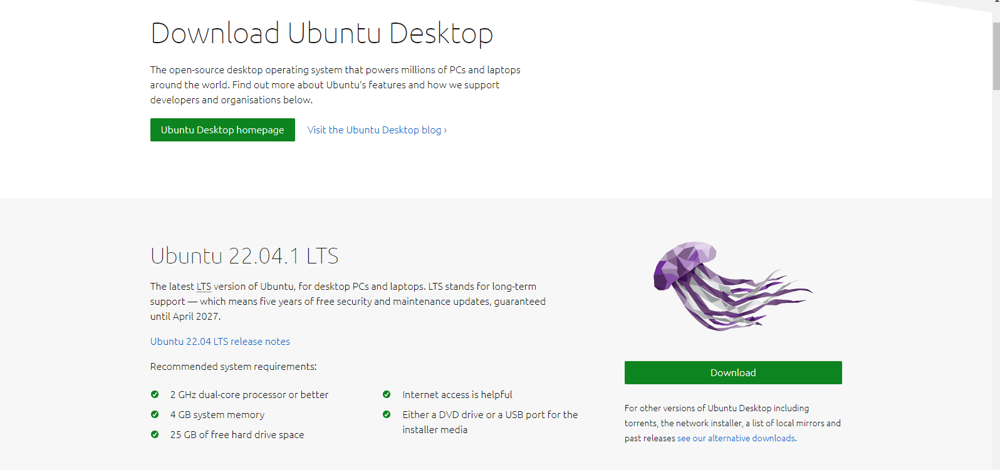 Download Ubuntu Desktop
The open-source desktop operating system that powers millions of PCs and laptops
around the world. Find out more about Ubuntu's features and how we support
developers and organisations below.
Ubuntu Desktop homepage
Visit the Ubuntu Desktop blog ›
Ubuntu 22.04.1 LTS
The latest LTS version of Ubuntu, for desktop PCs and laptops. LTS stands for long-term
support — which means five years of free security and maintenance updates, guaranteed
until April 2027.
Ubuntu 22.04 LTS release notes
Recommended system requirements:
2 GHz dual-core processor or better
4 GB system memory
25 GB of free hard drive space
Internet access is helpful
Either a DVD drive or a USB port for the
installer media
Download
For other versions of Ubuntu Desktop including
torrents, the network installer, a list of local mirrors and
past releases see our alternative downloads.